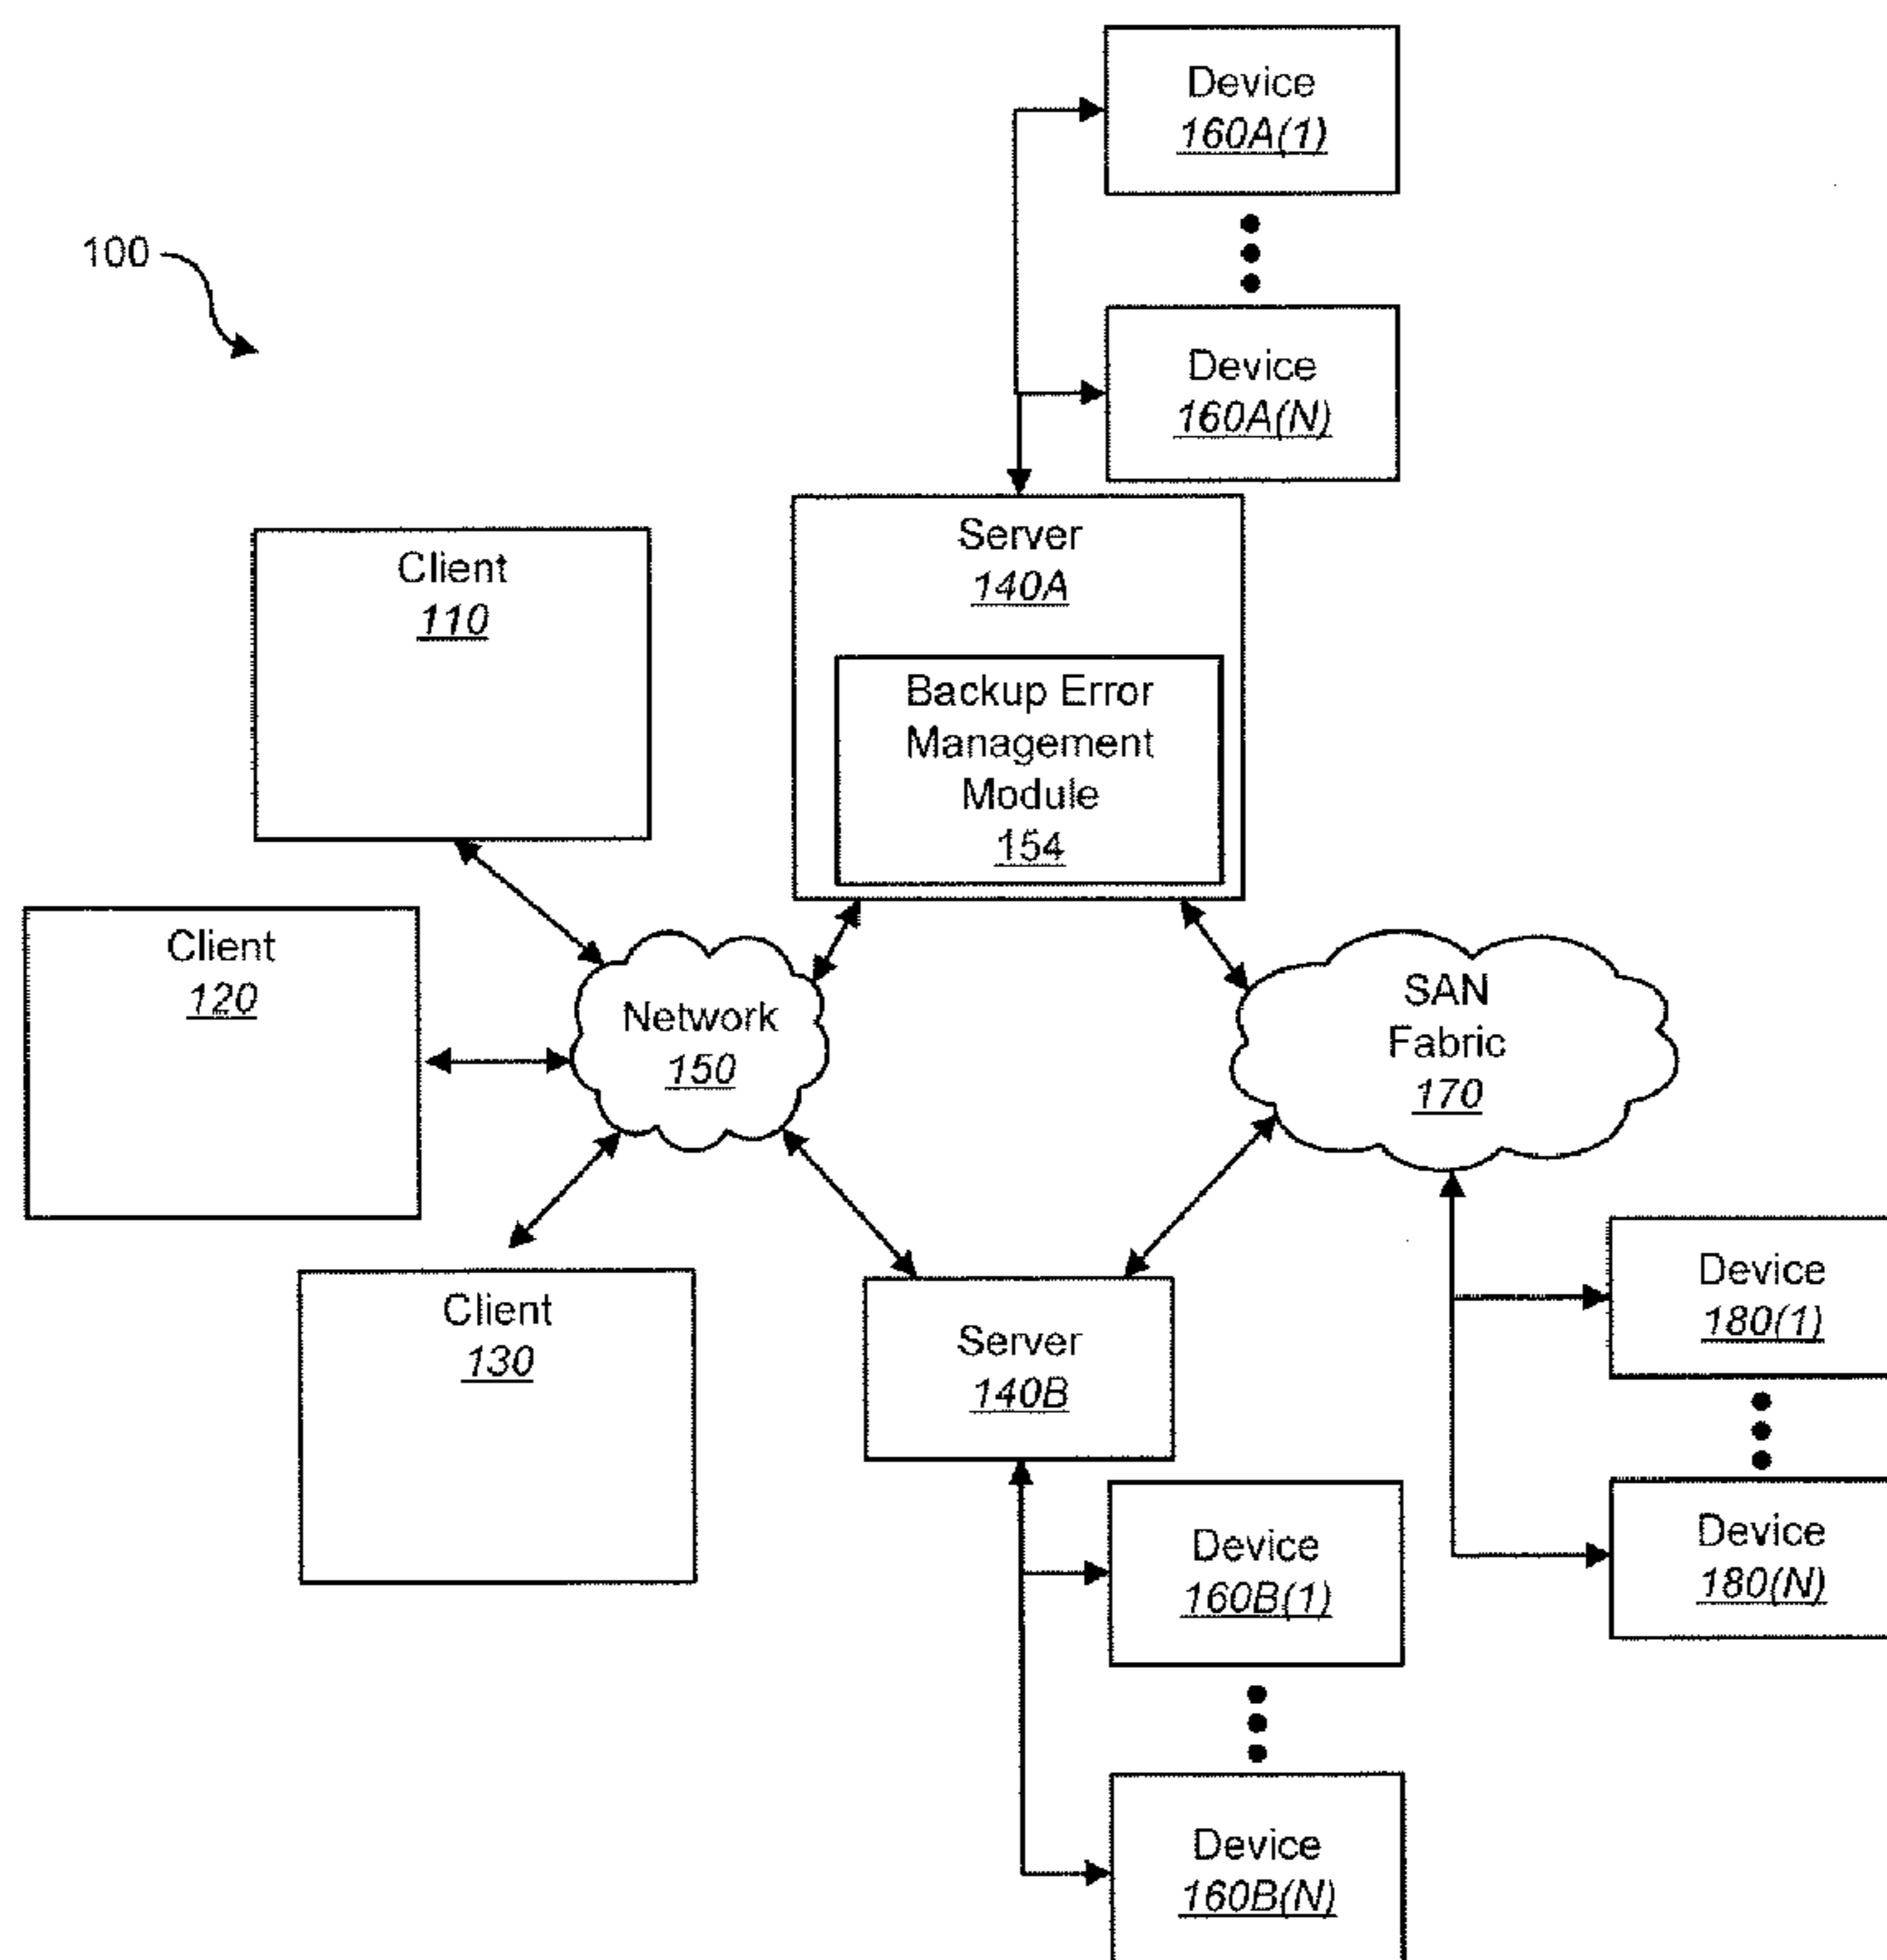 Device
160A(1)
100
Device
160A(N)
Server
140A
Client
110
Backup Error
Management
Module
154
Client
120
Network
150
SAN
Fabric
170
Client
130
Server
140B
Device
180(1)
Device
180(N)
Device
160B(1)
Device
160B(N)